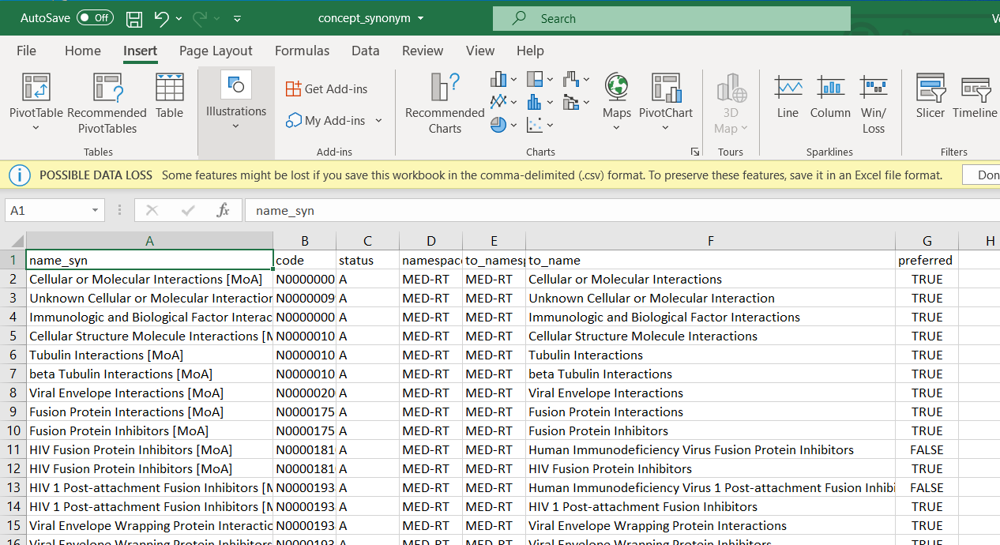 AutoSave Off concept_synonym Search
File Home Insert Page Layout Formulas Data Review View Help
PivotTable Recommended PivotTables Table
Tables
Illustrations
Get Add-ins
My Add-ins
Add-ins
Recommended Charts
Charts
Maps PivotChart
3D Map
Tours
Line Column Win/ Loss
Sparklines
Slicer Timeline
Filters
POSSIBLE DATA LOSS Some features might be lost if you save this workbook in the comma-delimited (.csv) format. To preserve these features, save it in an Excel file format. Don
A1 fx name_syn
A B C D E F G H
1 name_syn code status namespac to_names to_name preferred
2 Cellular or Molecular Interactions [MoA] N0000000 A MED-RT MED-RT Cellular or Molecular Interactions TRUE
3 Unknown Cellular or Molecular Interaction N0000009 A MED-RT MED-RT Unknown Cellular or Molecular Interaction TRUE
4 Immunologic and Biological Factor Interac N0000000 A MED-RT MED-RT Immunologic and Biological Factor Interactions TRUE
5 Cellular Structure Molecule Interactions [M N0000010 A MED-RT MED-RT Cellular Structure Molecule Interactions TRUE
6 Tubulin Interactions [MoA] N0000010 A MED-RT MED-RT Tubulin Interactions TRUE
7 beta Tubulin Interactions [MoA] N0000010 A MED-RT MED-RT beta Tubulin Interactions TRUE
8 Viral Envelope Interactions [MoA] N0000020 A MED-RT MED-RT Viral Envelope Interactions TRUE
9 Fusion Protein Interactions [MoA] N0000175 A MED-RT MED-RT Fusion Protein Interactions TRUE
10 Fusion Protein Inhibitors [MoA] N0000175 A MED-RT MED-RT Fusion Protein Inhibitors TRUE
11 HIV Fusion Protein Inhibitors [MoA] N0000181 A MED-RT MED-RT Human Immunodeficiency Virus Fusion Protein Inhibitors FALSE
12 HIV Fusion Protein Inhibitors [MoA] N0000181 A MED-RT MED-RT HIV Fusion Protein Inhibitors TRUE
13 HIV 1 Post-attachment Fusion Inhibitors [M N0000193 A MED-RT MED-RT Human Immunodeficiency Virus 1 Post-attachment Fusion Inhibi FALSE
14 HIV 1 Post-attachment Fusion Inhibitors [M N0000193 A MED-RT MED-RT HIV 1 Post-attachment Fusion Inhibitors TRUE
15 Viral Envelope Wrapping Protein Interactic N0000193 A MED-RT MED-RT Viral Envelope Wrapping Protein Interactions TRUE
16 Viral Envelope Wrapping Protein Inhibitors N0000193 A MED-RT MED-RT Viral Envelope Wrapping Protein Inhibitors TRUE